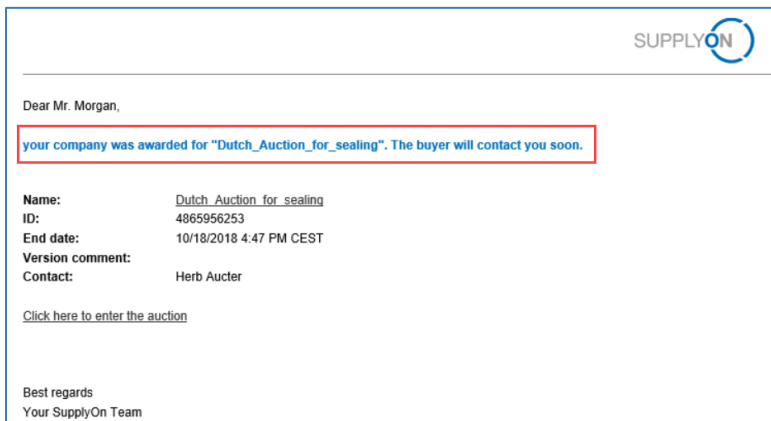 SUPPLYON
Dear Mr. Morgan,
your company was awarded for "Dutch_Auction_for_sealing". The buyer will contact you soon.
Name: Dutch_Auction_for_sealing
ID: 4865956253
End date: 10/18/2018 4:47 PM CEST
Version comment:
Contact: Herb Aucter
Click here to enter the auction
Best regards
Your SupplyOn Team